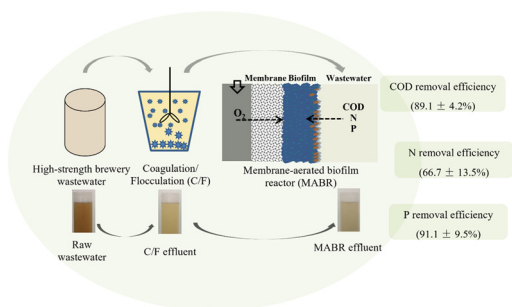 Membrane Biofilm
Wastewater
O2
COD
N
P
High-strength brewery
wastewater
Coagulation/
Flocculation (C/F)
Membrane-aerated biofilm
reactor (MABR)
Raw
wastewater
C/F effluent
MABR effluent
COD removal efficiency
(89.1 ± 4.2%)
N removal efficiency
(66.7 ± 13.5%)
P removal efficiency
(91.1 ± 9.5%)